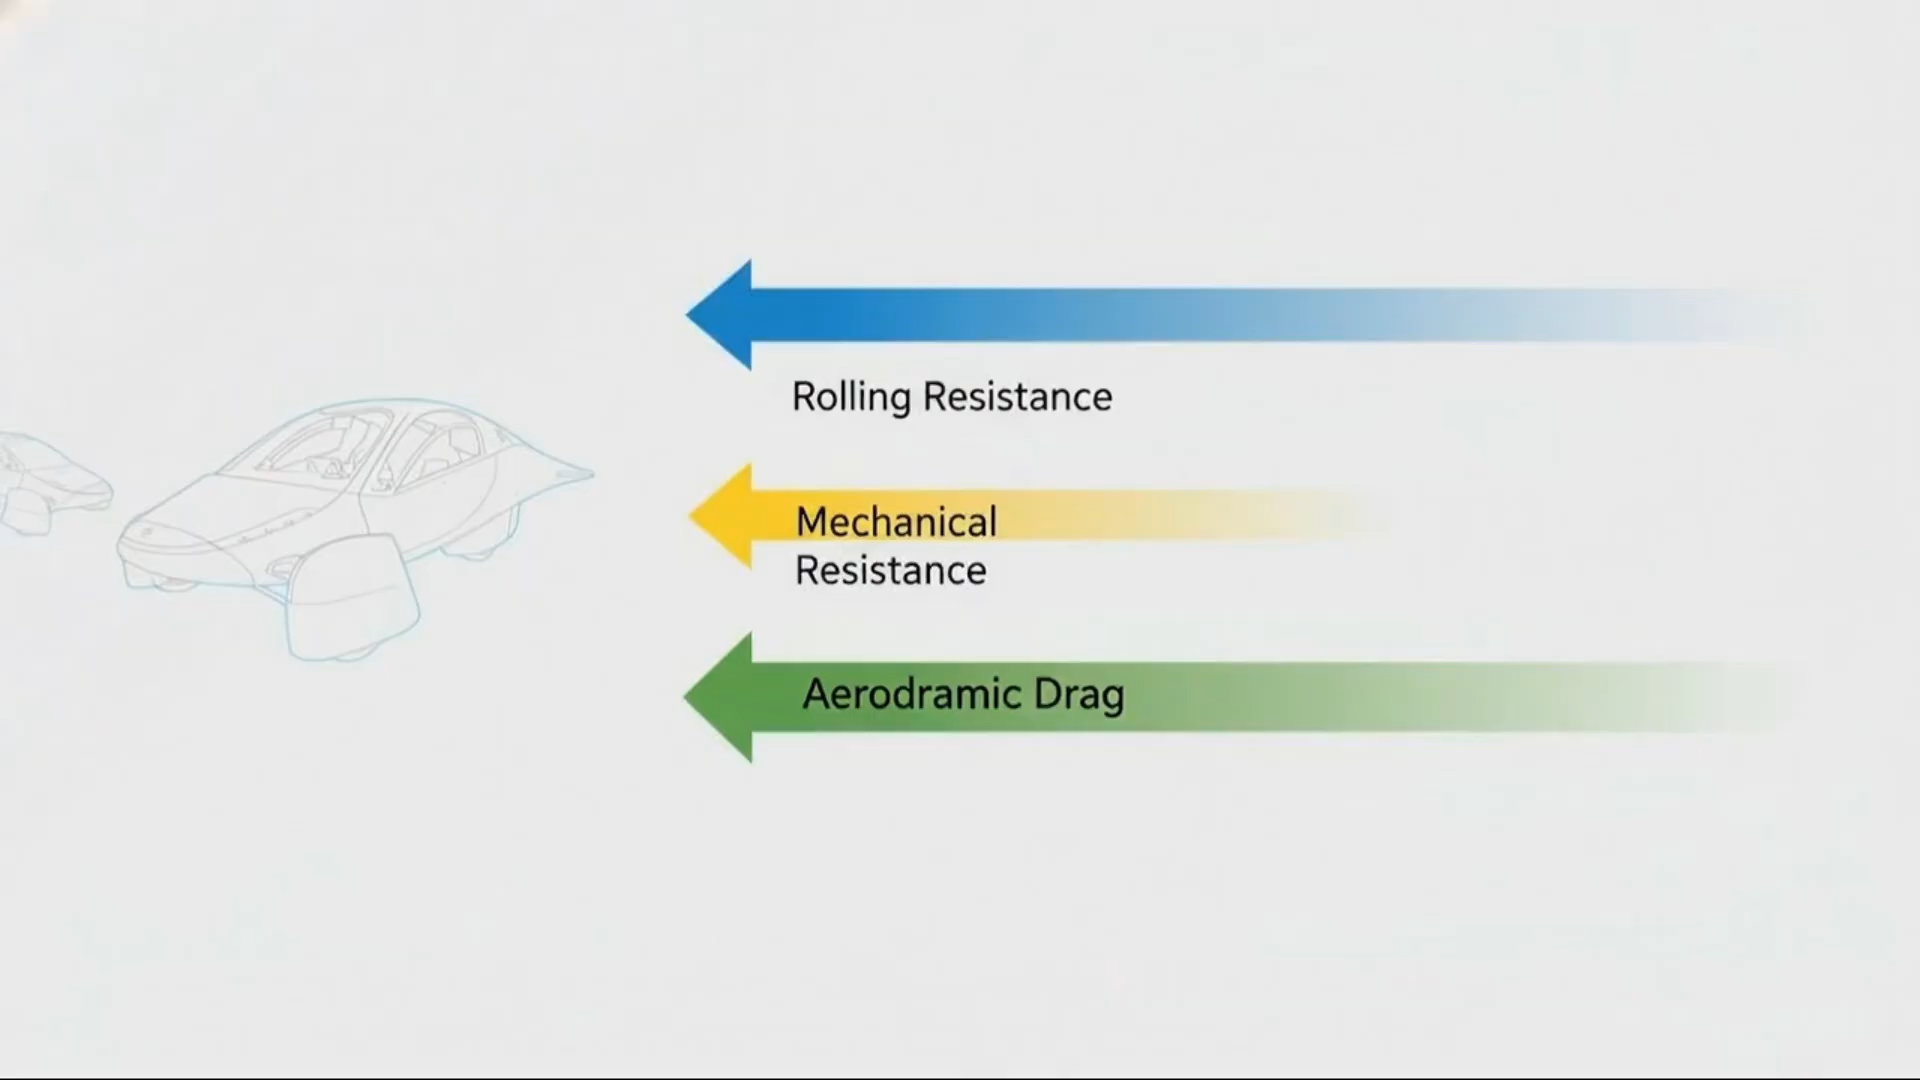 Rolling Resistance
Mechanical
Resistance
Aerodramic Drag